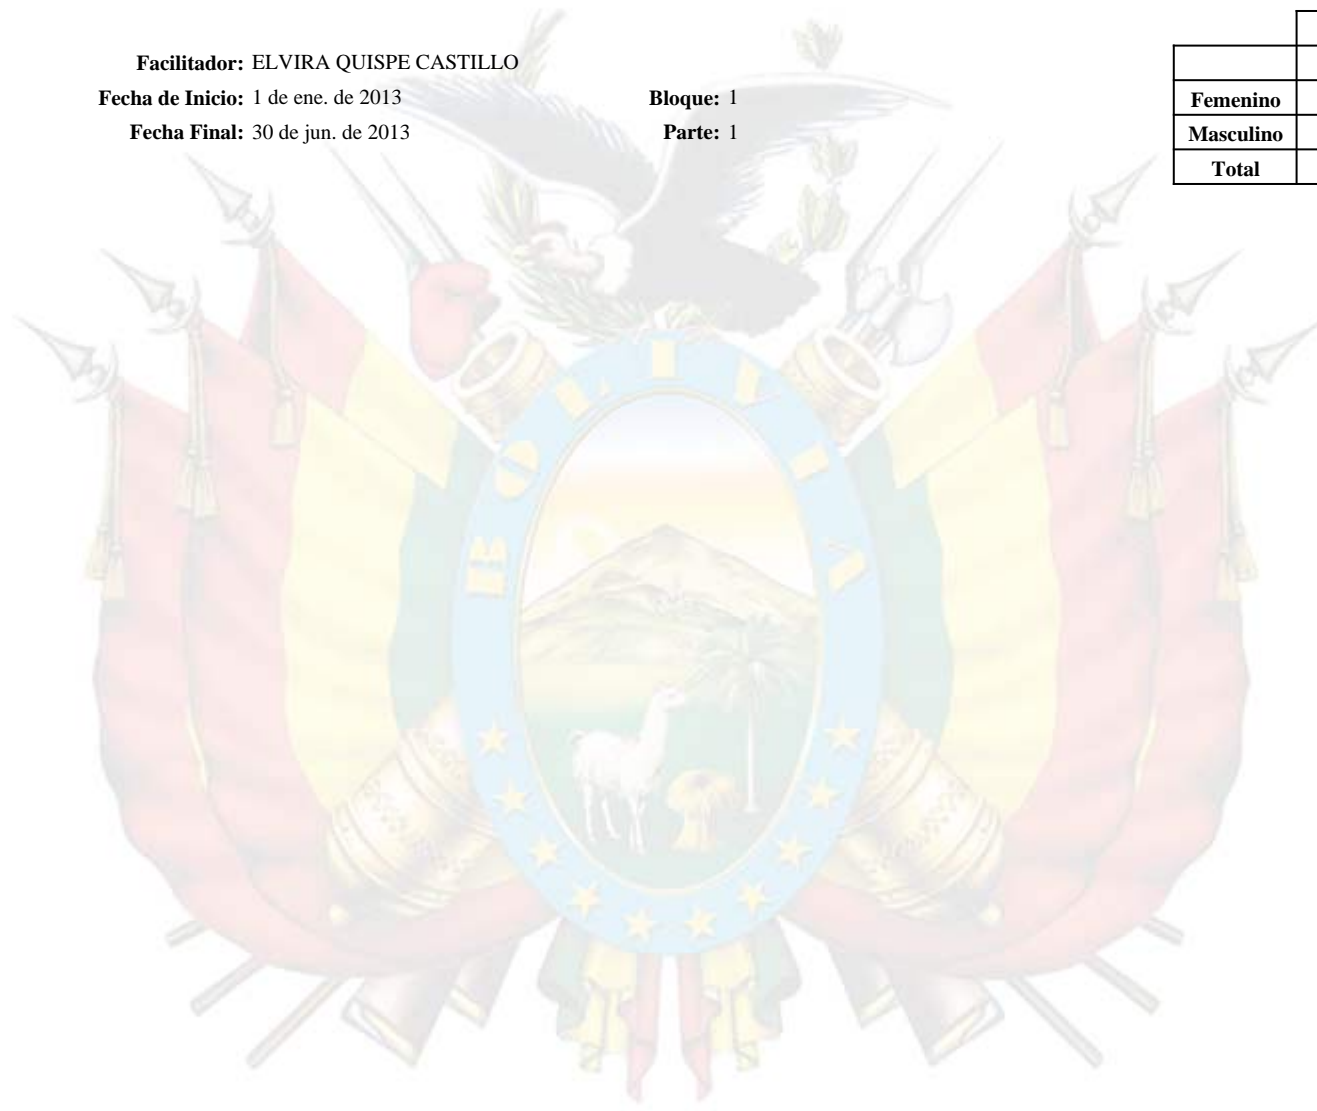 Facilitador: ELVIRA QUISPE CASTILLO
Fecha de Inicio: 1 de ene. de 2013 Bloque: 1
Fecha Final: 30 de jun. de 2013 Parte: 1
Femenino
Masculino
Total
BOLIVIA